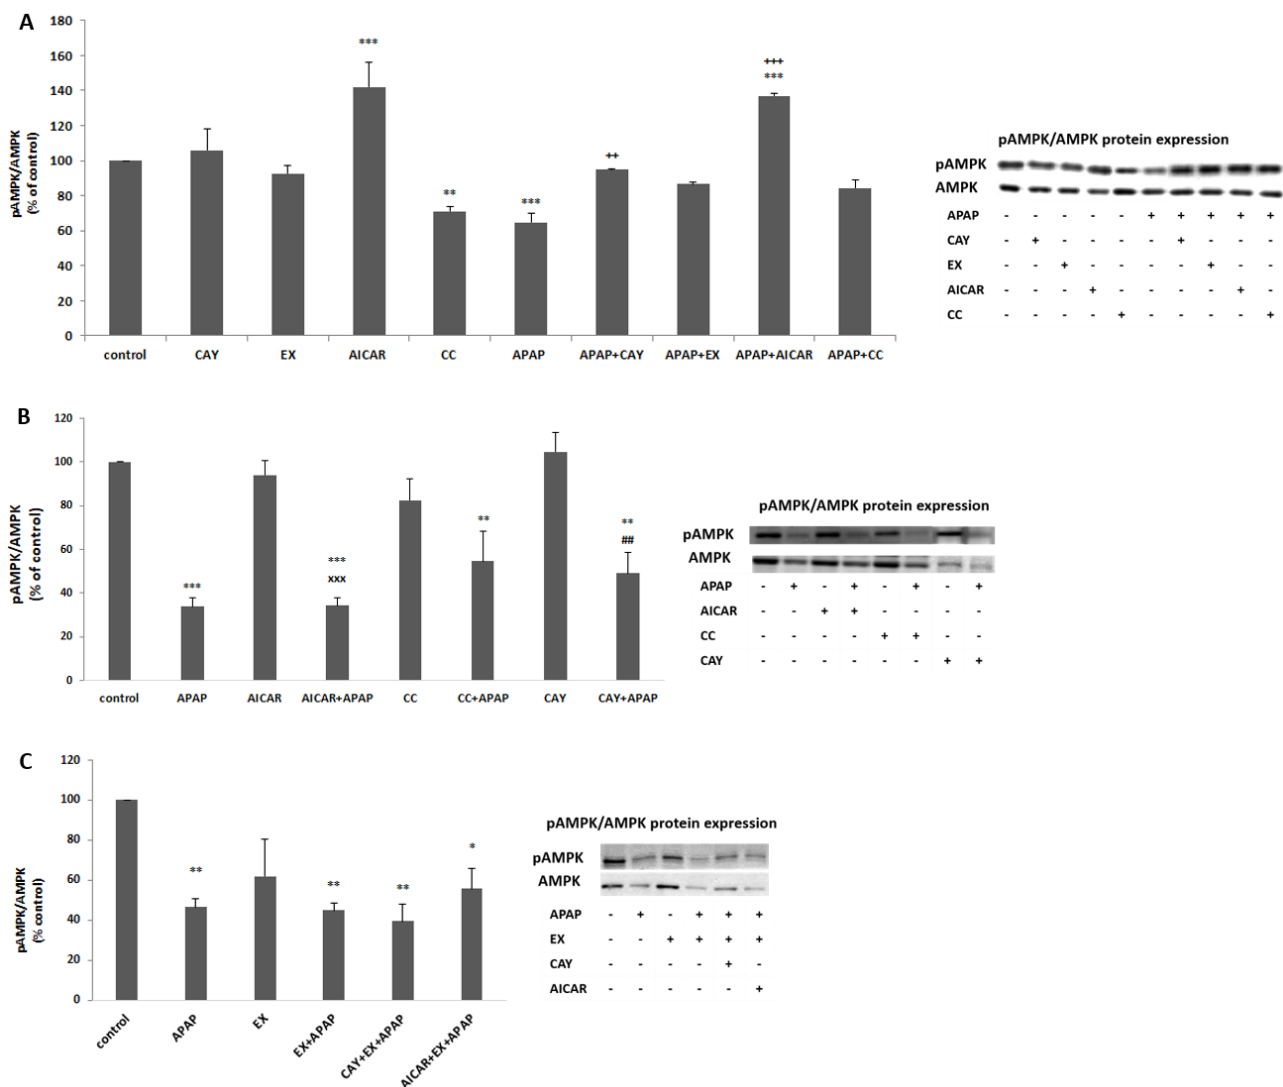 A
180
160
140
120
100
80
60
40
20
0
pAMPK/AMPK
(% of control)
***
**
***
++
+++
***
control CAY EX AICAR CC APAP APAP+CAY APAP+EX APAP+AICAR APAP+CC
pAMPK/AMPK protein expression
pAMPK
AMPK
APAP - - - - - + + + + +
CAY - + - - - - + - - -
EX - - + - - - - + - -
AICAR - - - + - - - - + -
CC - - - - + - - - - +
B
120
100
80
60
40
20
0
pAMPK/AMPK
(% of control)
***
***
xxx
**
**
##
control APAP AICAR AICAR+APAP CC CC+APAP CAY CAY+APAP
pAMPK/AMPK protein expression
pAMPK
AMPK
APAP - + - + - + - +
AICAR - - + + - - - -
CC - - - - + + - -
CAY - - - - - - + +
C
120
100
80
60
40
20
0
pAMPK/AMPK
(% control)
**
**
**
*
control APAP EX EX+APAP CAY+EX+APAP AICAR+EX+APAP
pAMPK/AMPK protein expression
pAMPK
AMPK
APAP - + - + + +
EX - - + + + +
CAY - - - - + -
AICAR - - - - - +